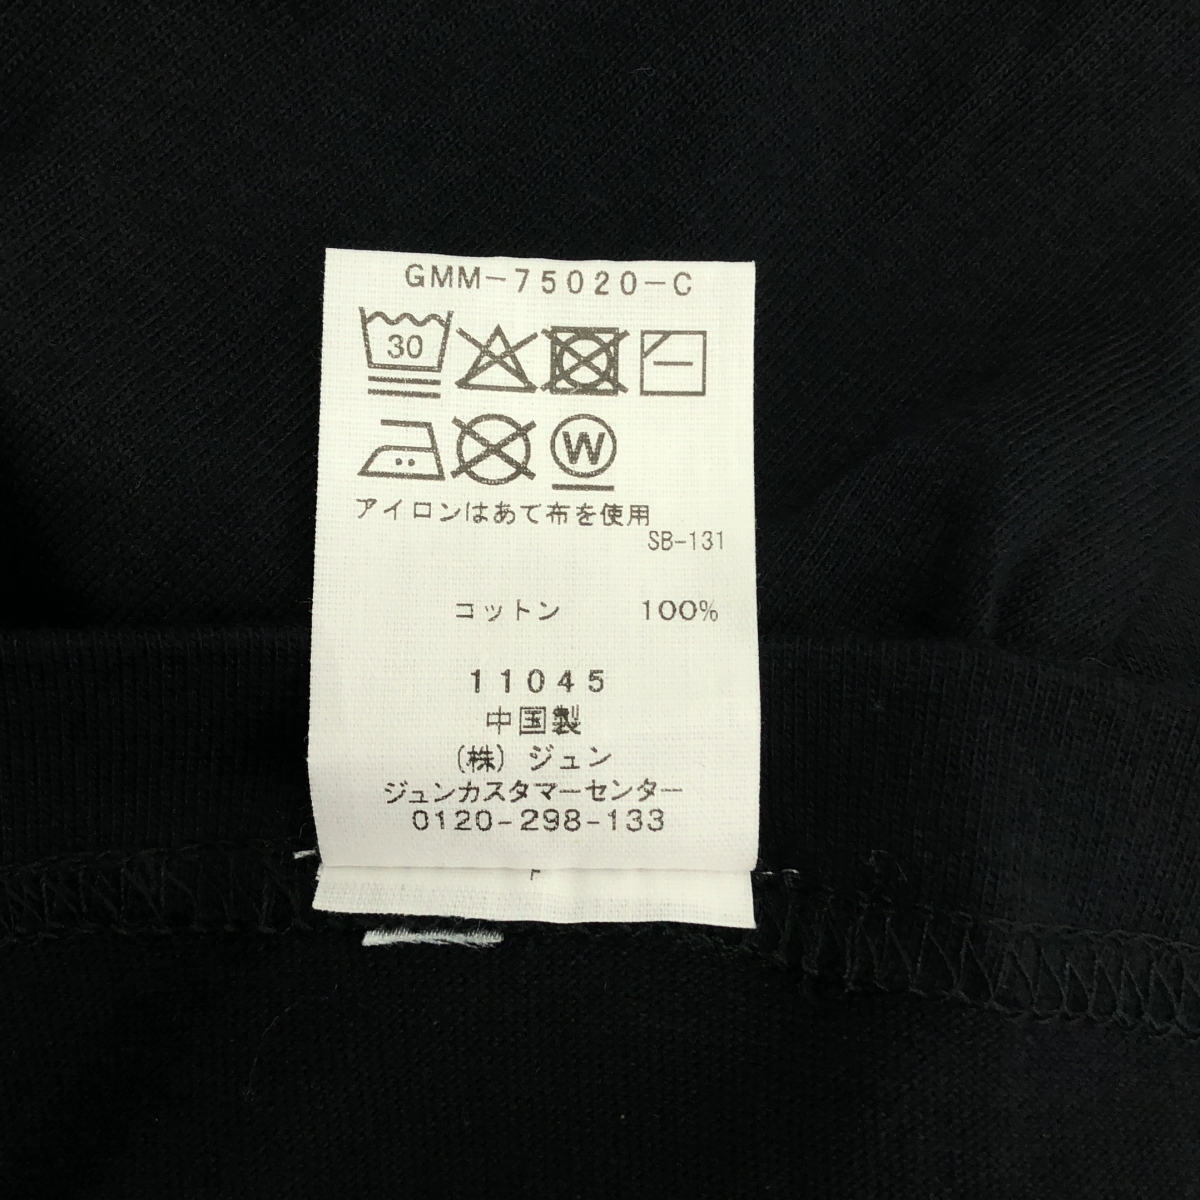 GMM-75020-C
30
W
アイロンはあて布を使用
SB-131
コットン 100%
11045
中国製
(株)ジュン
ジュンカスタマーセンター
0120-298-133